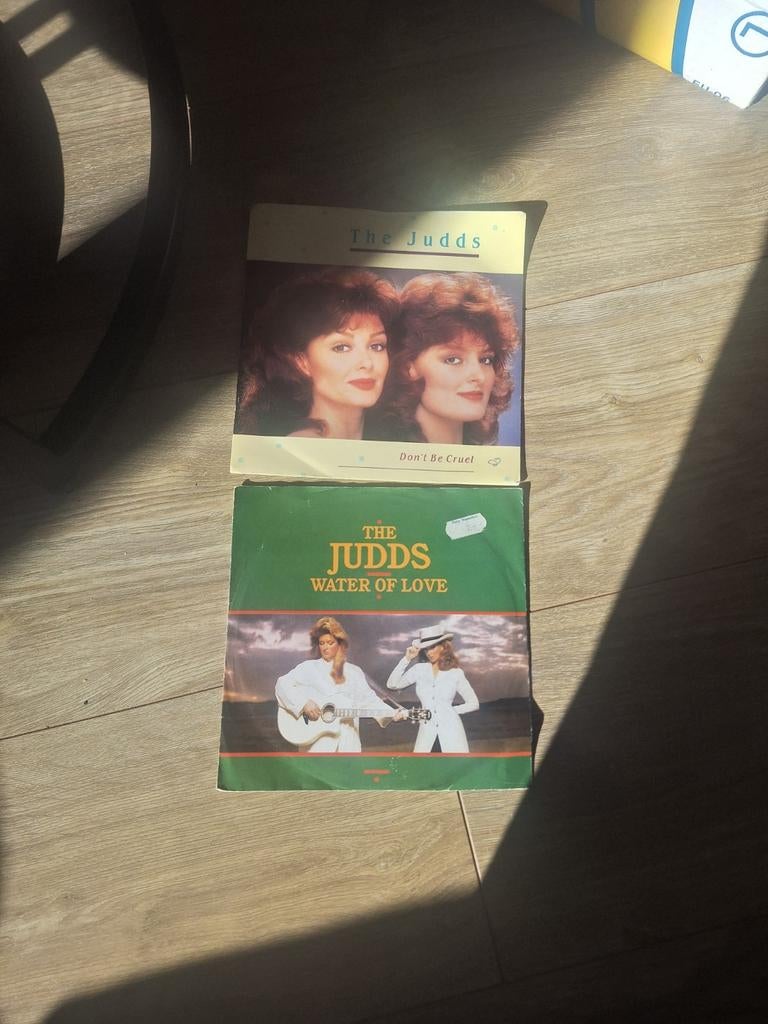 The Judds
Don't Be Cruel
THE
JUDDS
WATER OF LOVE